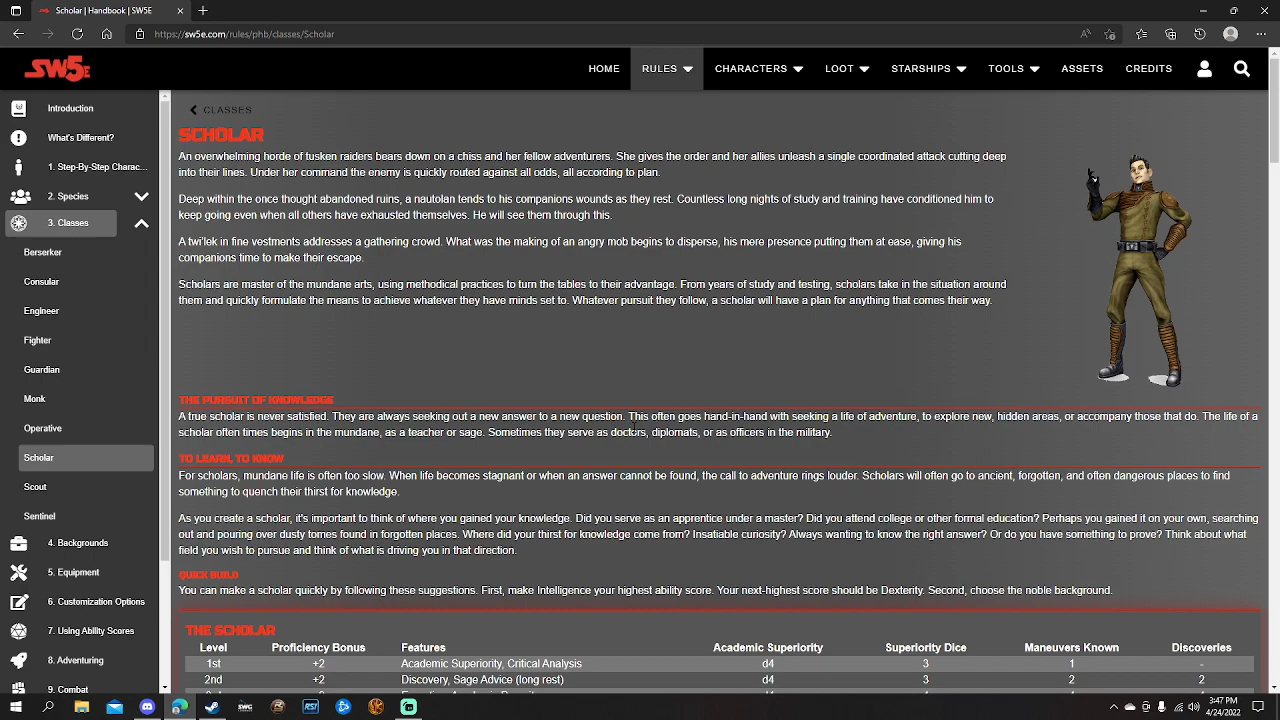 Scholar | Handbook | SW5E
https://sw5e.com/rules/phb/classes/Scholar
SW5E
HOME
RULES
CHARACTERS
LOOT
STARSHIPS
TOOLS
ASSETS
CREDITS
Introduction
What's Different?
1. Step-By-Step Charac...
2. Species
3. Classes
Berserker
Consular
Engineer
Fighter
Guardian
Monk
Operative
Scholar
Scout
Sentinel
4. Backgrounds
5. Equipment
6. Customization Options
7. Using Ability Scores
8. Adventuring
9. Combat
CLASSES
SCHOLAR
An overwhelming horde of tusken raiders bears down on a chiss and her fellow adventurers. She gives the order and her allies unleash a single coordinated attack cutting deep
into their lines. Under her command the enemy is quickly routed against all odds, all according to plan.
Deep within the once thought abandoned ruins, a nautolan tends to his companions wounds as they rest. Countless long nights of study and training have conditioned him to
keep going even when all others have exhausted themselves. He will see them through this.
A twi'lek in fine vestments addresses a gathering crowd. What was the making of an angry mob begins to disperse, his mere presence putting them at ease, giving his
companions time to make their escape.
Scholars are master of the mundane arts, using methodical practices to turn the tables to their advantage. From years of study and testing, scholars take in the situation around
them and quickly formulate the means to achieve whatever they have minds set to. Whatever pursuit they follow, a scholar will have a plan for anything that comes their way.
THE PURSUIT OF KNOWLEDGE
A true scholar is never satisfied. They are always seeking out a new answer to a new question. This often goes hand-in-hand with seeking a life of adventure, to explore new, hidden areas, or accompany those that do. The life of a
scholar often times begins in the mundane, as a teacher or sage. Sometimes they serve as doctors, diplomats, or as officers in the military.
TO LEARN, TO KNOW
For scholars, mundane life is often too slow. When life becomes stagnant or when an answer cannot be found, the call to adventure rings louder. Scholars will often go to ancient, forgotten, and often dangerous places to find
something to quench their thirst for knowledge.
As you create a scholar, it's important to think of where you gained your knowledge. Did you serve as an apprentice under a master? Did you attend college or other formal education? Perhaps you gained it on your own, searching
out and pouring over dusty tomes found in forgotten places. Where did your thirst for knowledge come from? Insatiable curiosity? Always wanting to know the right answer? Or do you have something to prove? Think about what
field you wish to pursue and think of what is driving you in that direction.
QUICK BUILD
You can make a scholar quickly by following these suggestions. First, make Intelligence your highest ability score. Your next-highest score should be Dexterity. Second, choose the noble background.
THE SCHOLAR
Level Proficiency Bonus Features Academic Superiority Superiority Dice Maneuvers Known Discoveries
1st +2 Academic Superiority, Critical Analysis d4 3 1 -
2nd +2 Discovery, Sage Advice (long rest) d4 3 2 2
SWC
RSI
3:47 PM
4/24/2022